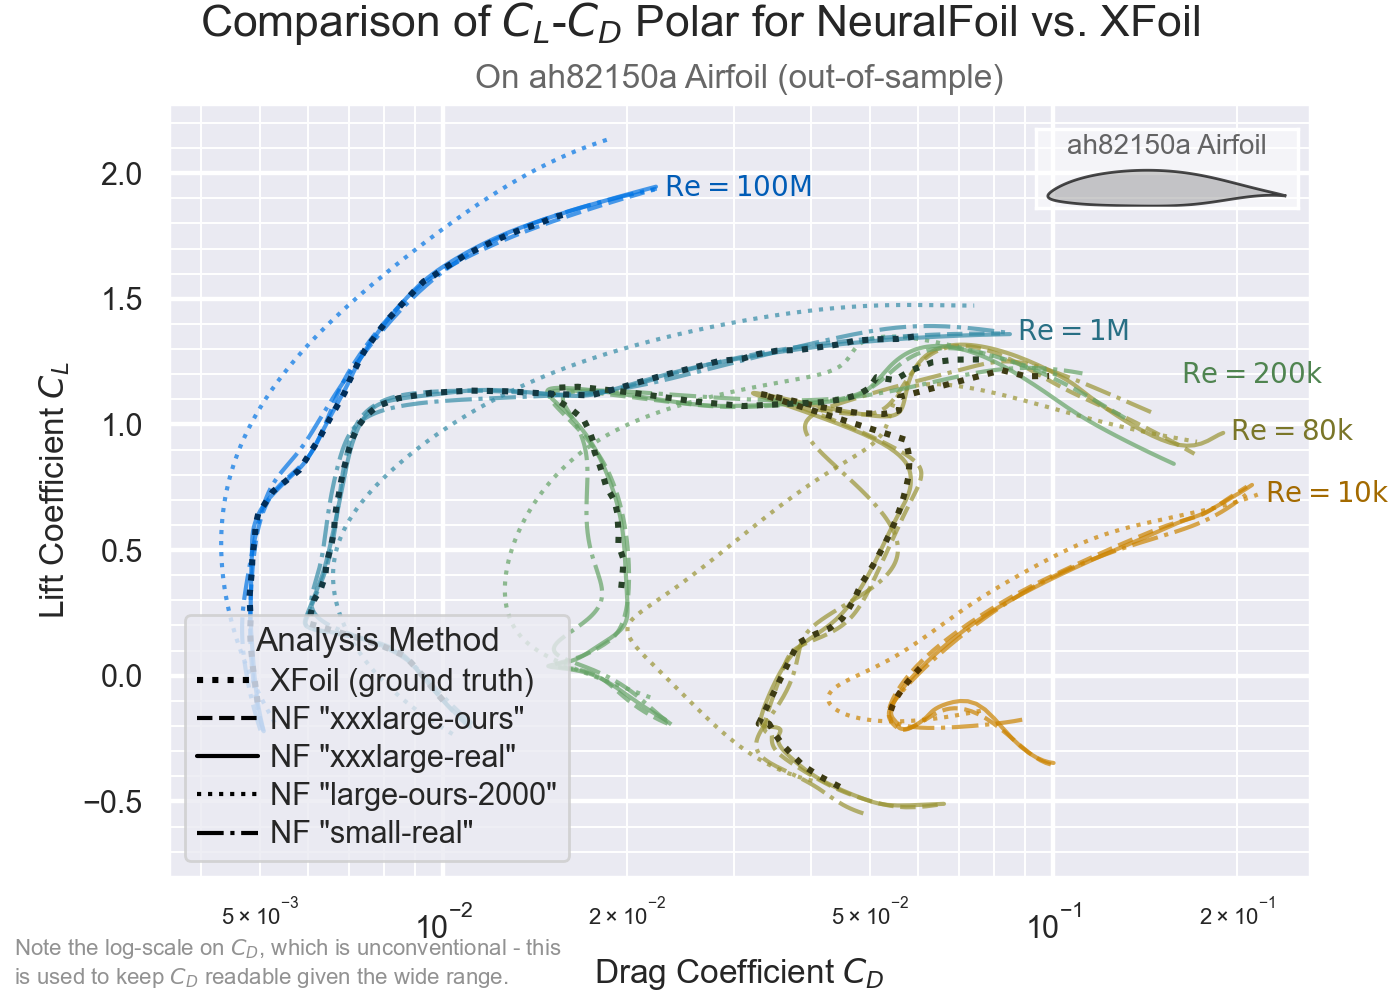 Comparison of C_L-C_D Polar for NeuralFoil vs. XFoil
On ah82150a Airfoil (out-of-sample)
ah82150a Airfoil
Re = 100M
Re = 1M
Re = 200k
Re = 80k
Re = 10k
Lift Coefficient C_L
2.0
1.5
1.0
0.5
0.0
−0.5
Analysis Method
XFoil (ground truth)
NF "xxxlarge-ours"
NF "xxxlarge-real"
NF "large-ours-2000"
NF "small-real"
5 × 10⁻³
10⁻²
2 × 10⁻²
5 × 10⁻²
10⁻¹
2 × 10⁻¹
Drag Coefficient C_D
Note the log-scale on C_D, which is unconventional - this
is used to keep C_D readable given the wide range.